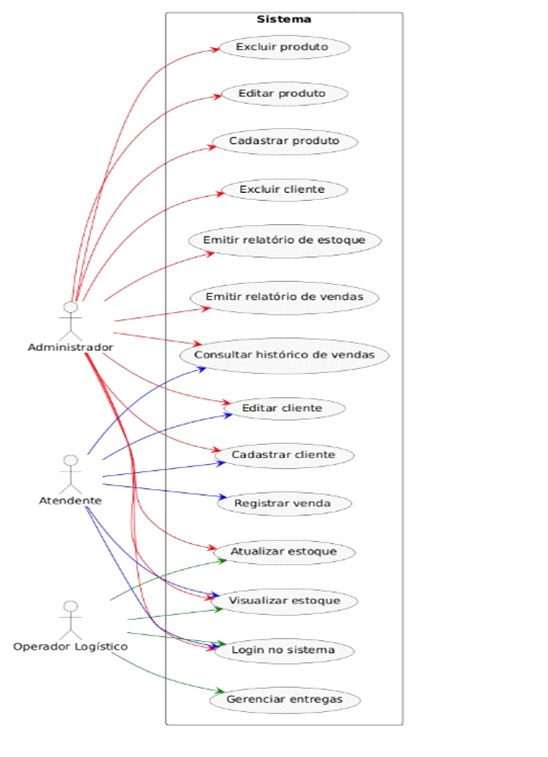 Sistema
Excluir produto
Editar produto
Cadastrar produto
Excluir cliente
Emitir relatório de estoque
Emitir relatório de vendas
Administrador
Consultar histórico de vendas
Editar cliente
Cadastrar cliente
Atendente
Registrar venda
Atualizar estoque
Visualizar estoque
Operador Logístico
Login no sistema
Gerenciar entregas